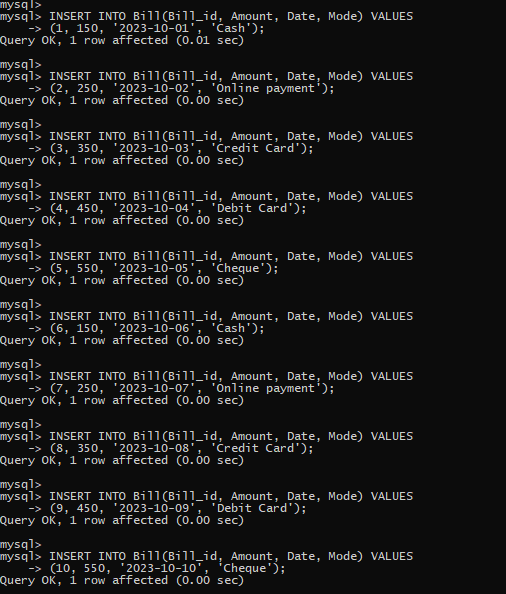 mysql>
mysql> INSERT INTO Bill(Bill_id, Amount, Date, Mode) VALUES
    -> (1, 150, '2023-10-01', 'Cash');
Query OK, 1 row affected (0.01 sec)

mysql>
mysql> INSERT INTO Bill(Bill_id, Amount, Date, Mode) VALUES
    -> (2, 250, '2023-10-02', 'Online payment');
Query OK, 1 row affected (0.00 sec)

mysql>
mysql> INSERT INTO Bill(Bill_id, Amount, Date, Mode) VALUES
    -> (3, 350, '2023-10-03', 'Credit Card');
Query OK, 1 row affected (0.00 sec)

mysql>
mysql> INSERT INTO Bill(Bill_id, Amount, Date, Mode) VALUES
    -> (4, 450, '2023-10-04', 'Debit Card');
Query OK, 1 row affected (0.00 sec)

mysql>
mysql> INSERT INTO Bill(Bill_id, Amount, Date, Mode) VALUES
    -> (5, 550, '2023-10-05', 'Cheque');
Query OK, 1 row affected (0.00 sec)

mysql>
mysql> INSERT INTO Bill(Bill_id, Amount, Date, Mode) VALUES
    -> (6, 150, '2023-10-06', 'Cash');
Query OK, 1 row affected (0.00 sec)

mysql>
mysql> INSERT INTO Bill(Bill_id, Amount, Date, Mode) VALUES
    -> (7, 250, '2023-10-07', 'Online payment');
Query OK, 1 row affected (0.00 sec)

mysql>
mysql> INSERT INTO Bill(Bill_id, Amount, Date, Mode) VALUES
    -> (8, 350, '2023-10-08', 'Credit Card');
Query OK, 1 row affected (0.00 sec)

mysql>
mysql> INSERT INTO Bill(Bill_id, Amount, Date, Mode) VALUES
    -> (9, 450, '2023-10-09', 'Debit Card');
Query OK, 1 row affected (0.00 sec)

mysql>
mysql> INSERT INTO Bill(Bill_id, Amount, Date, Mode) VALUES
    -> (10, 550, '2023-10-10', 'Cheque');
Query OK, 1 row affected (0.00 sec)